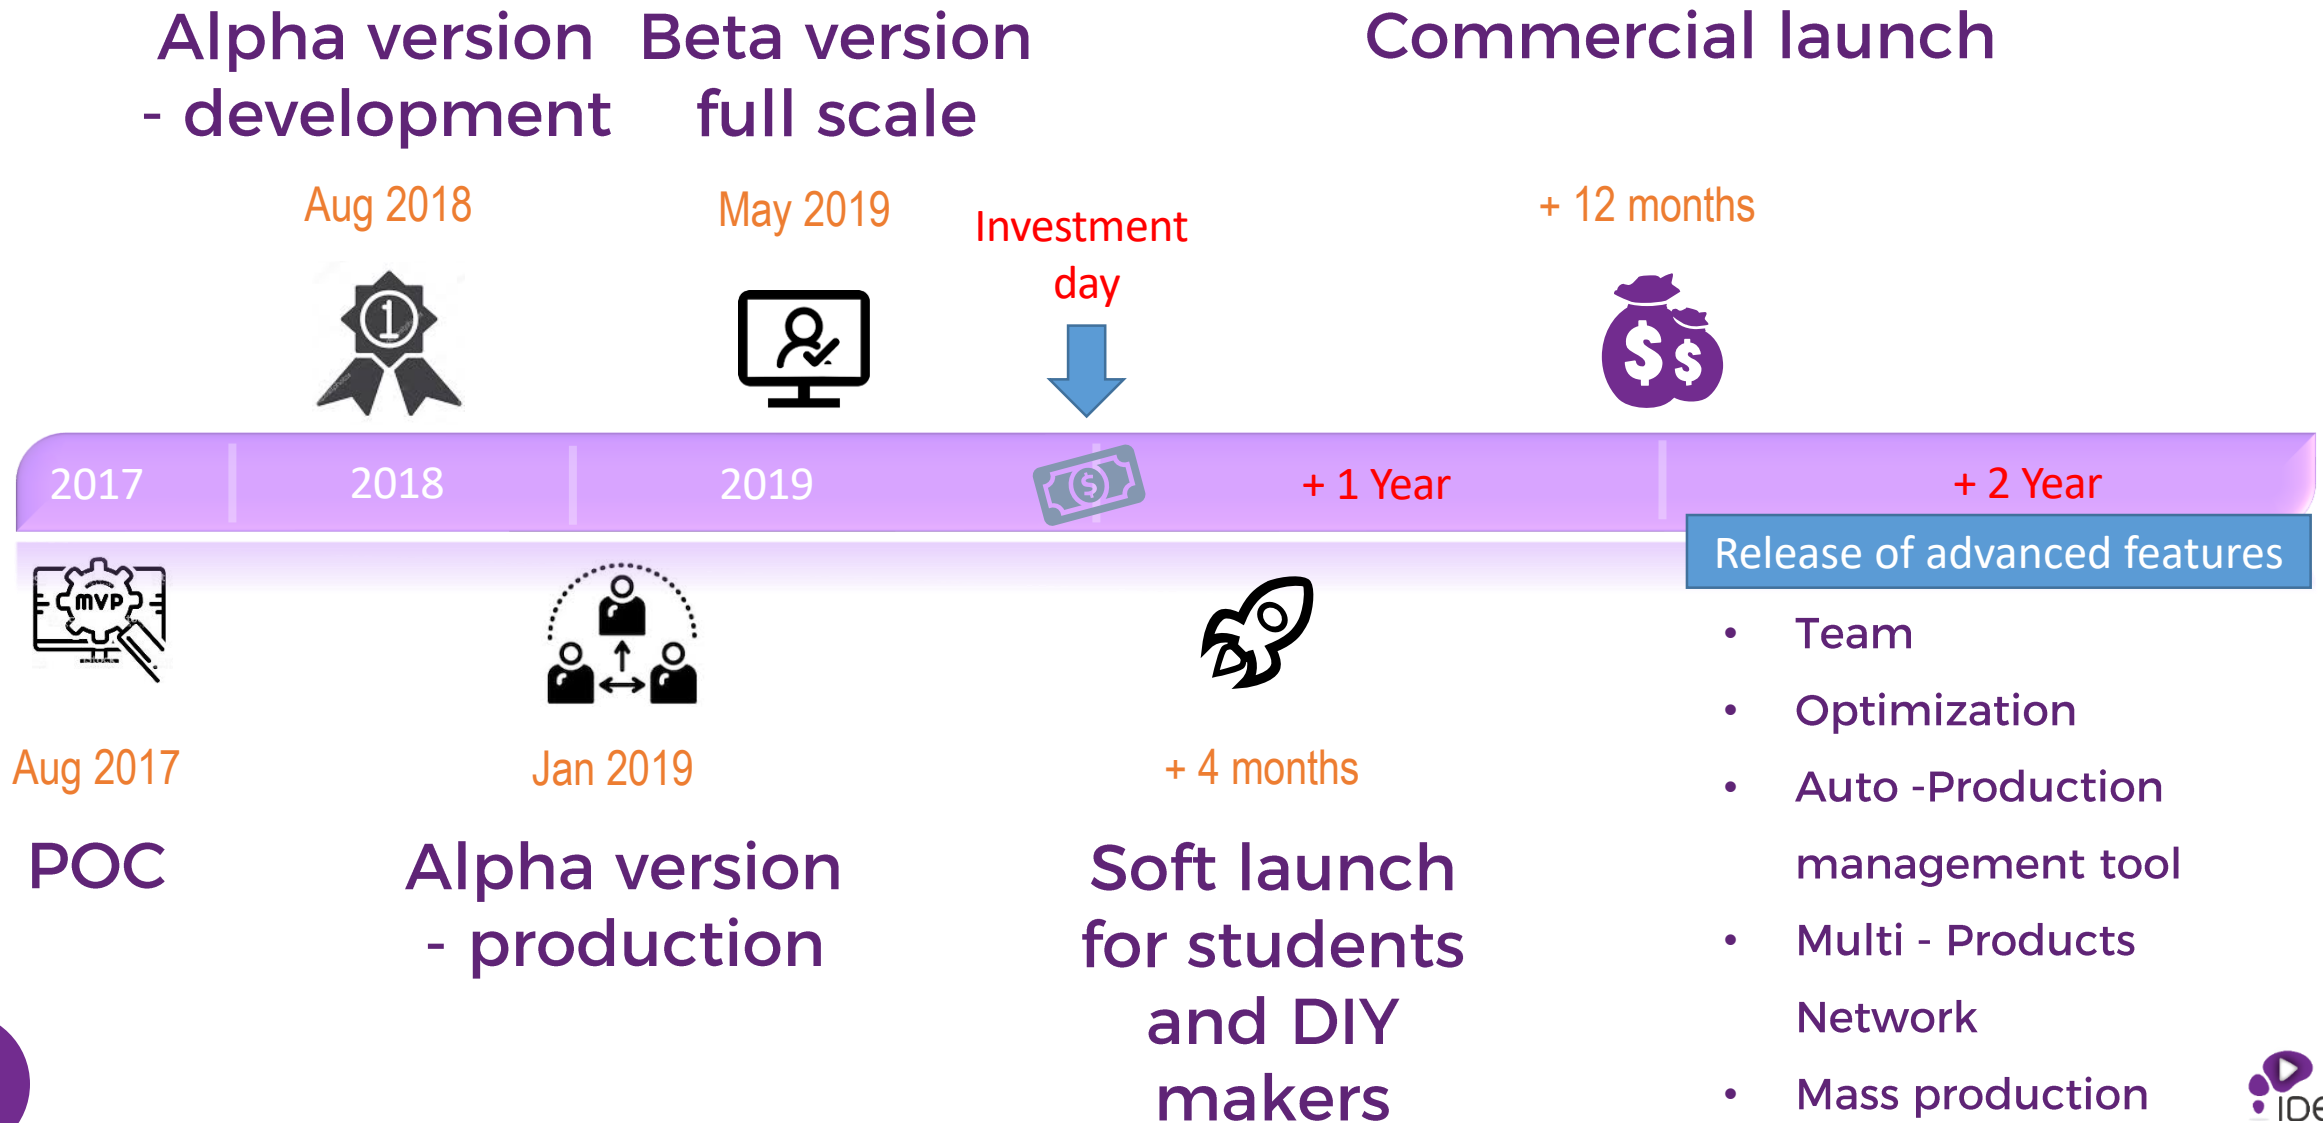 Alpha version
- development
Beta version
full scale
Commercial launch
Aug 2018
May 2019
Investment
day
+ 12 months
1
$ $
2017
2018
2019
$
+ 1 Year
+ 2 Year
Release of advanced features
MVP
Aug 2017
POC
Jan 2019
Alpha version
- production
+ 4 months
Soft launch
for students
and DIY
makers
• Team
• Optimization
• Auto -Production
management tool
• Multi - Products
Network
• Mass production